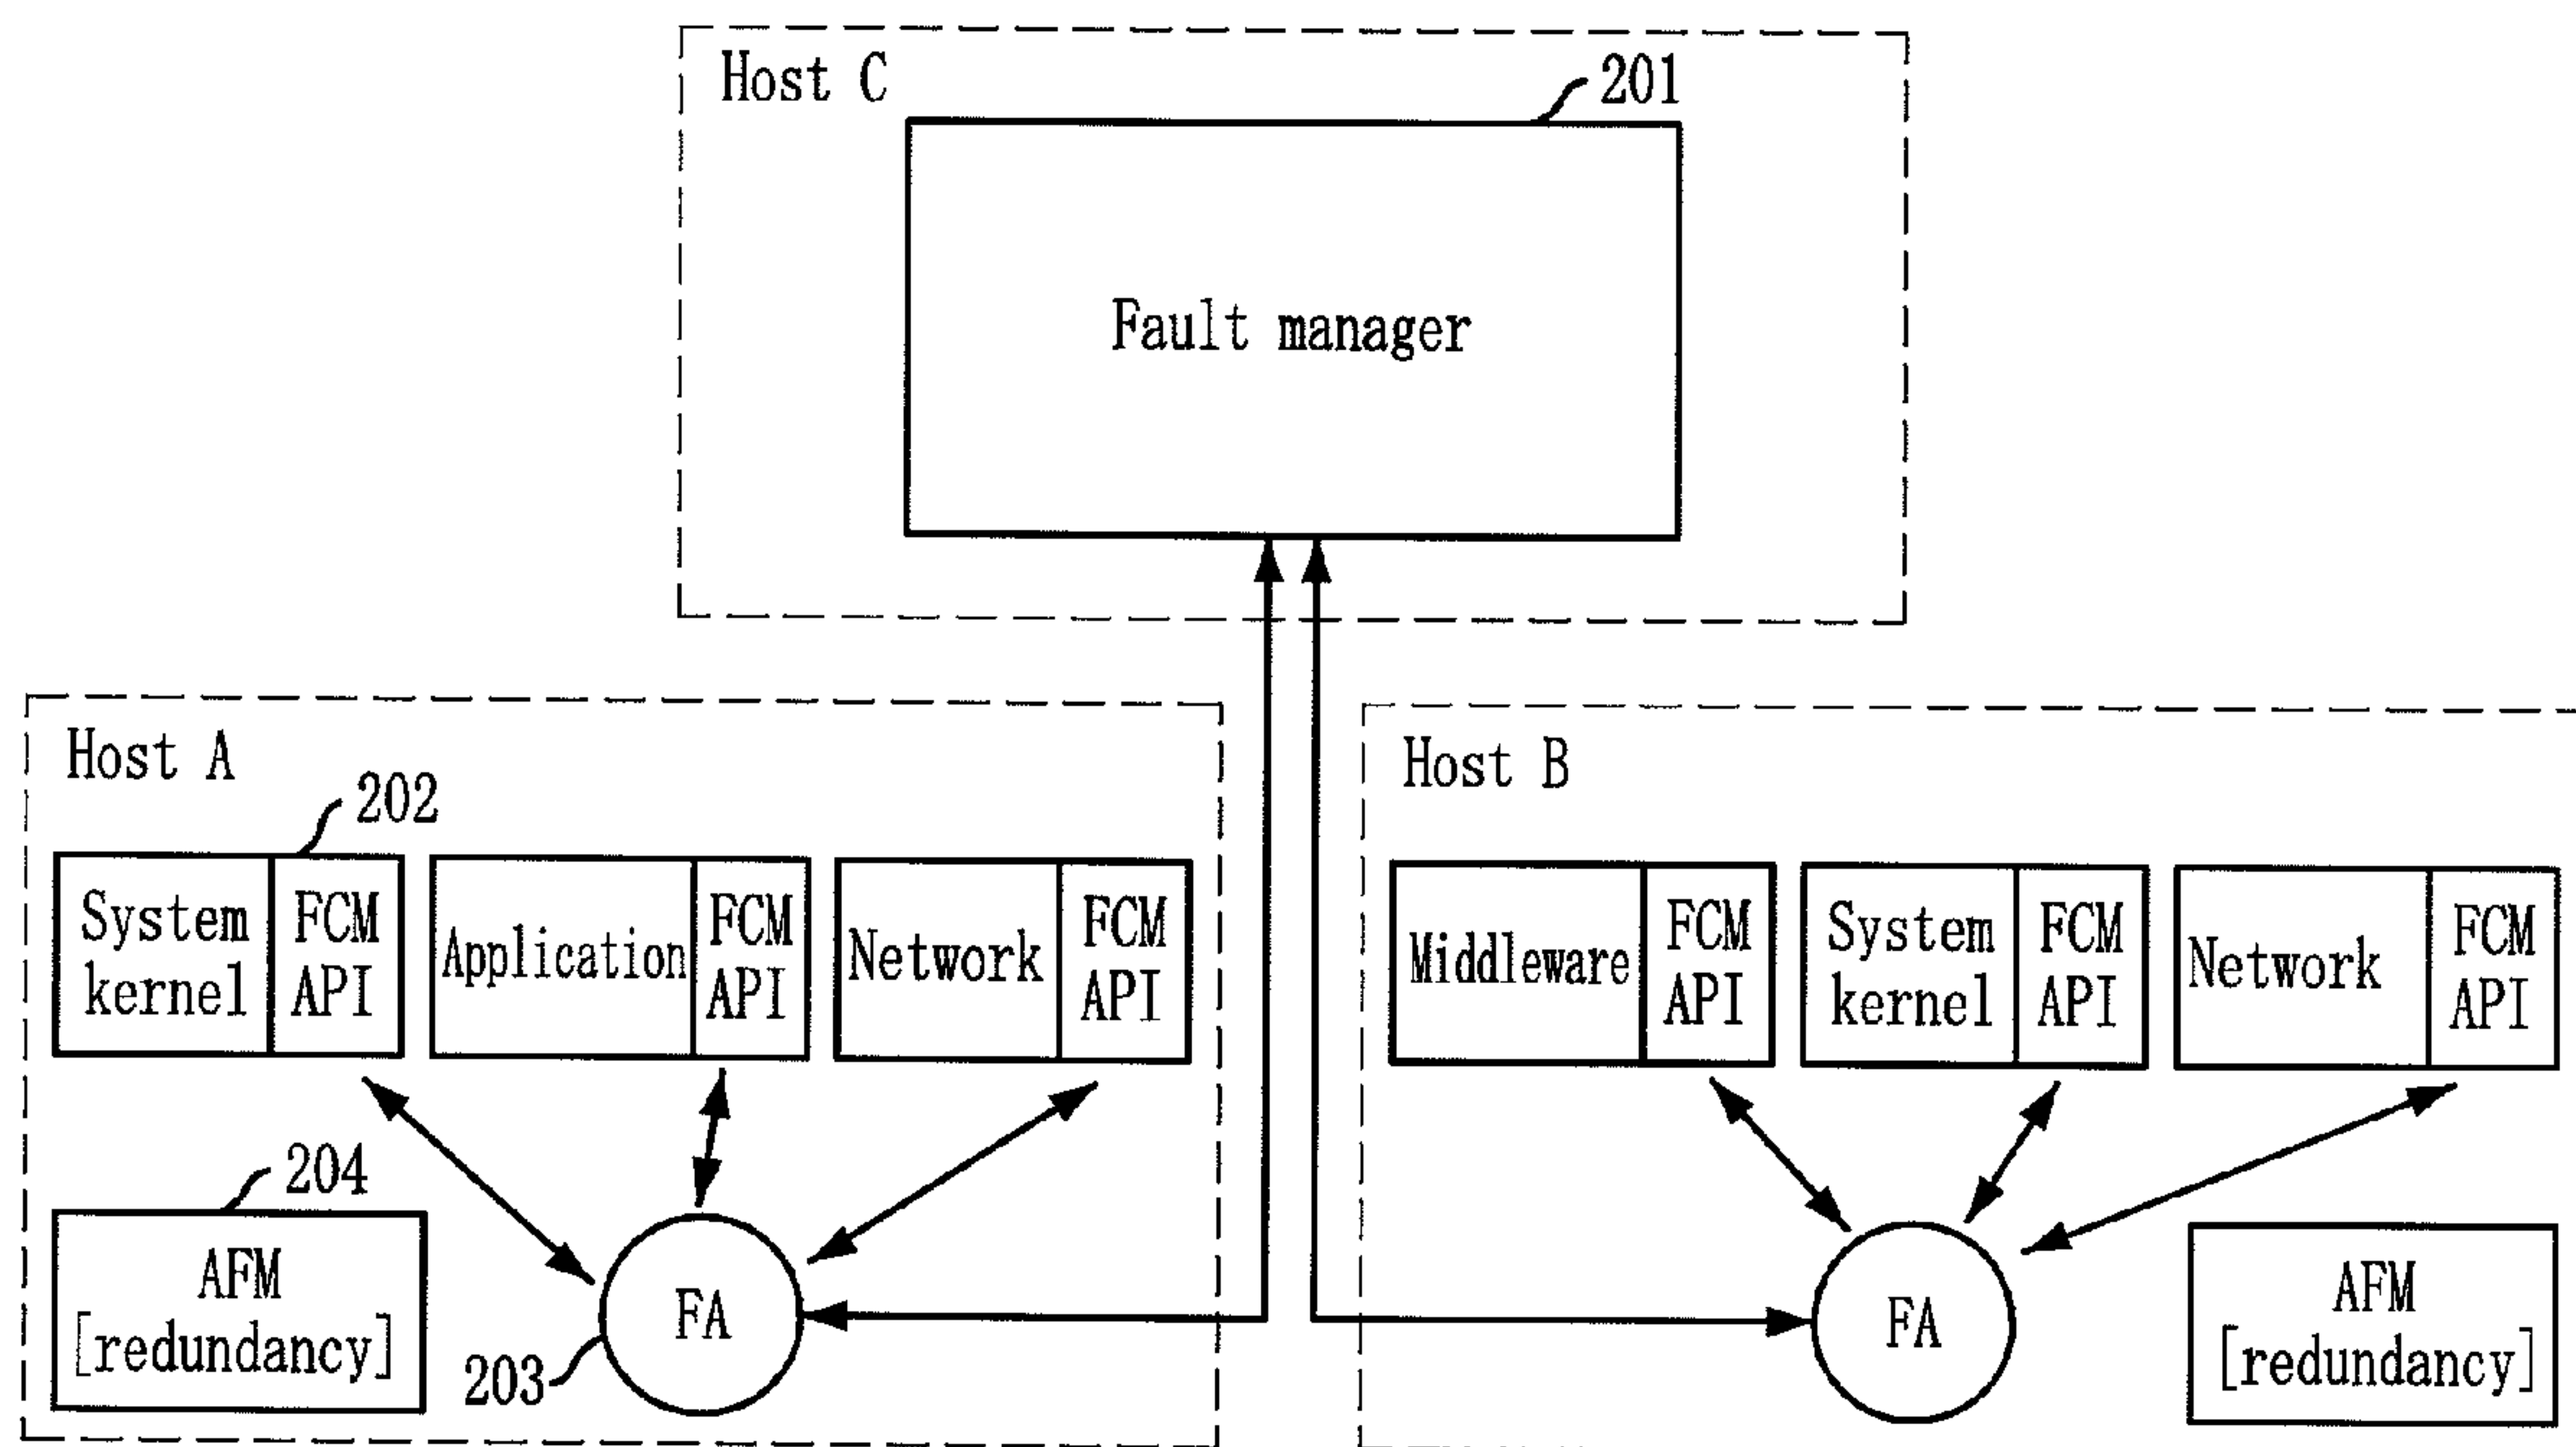 Host C
201
Fault manager
Host A
202
System
kernel
FCM
API
Application
FCM
API
Network
FCM
API
204
AFM
[redundancy]
FA
203
Host B
Middleware
FCM
API
System
kernel
FCM
API
Network
FCM
API
FA
AFM
[redundancy]